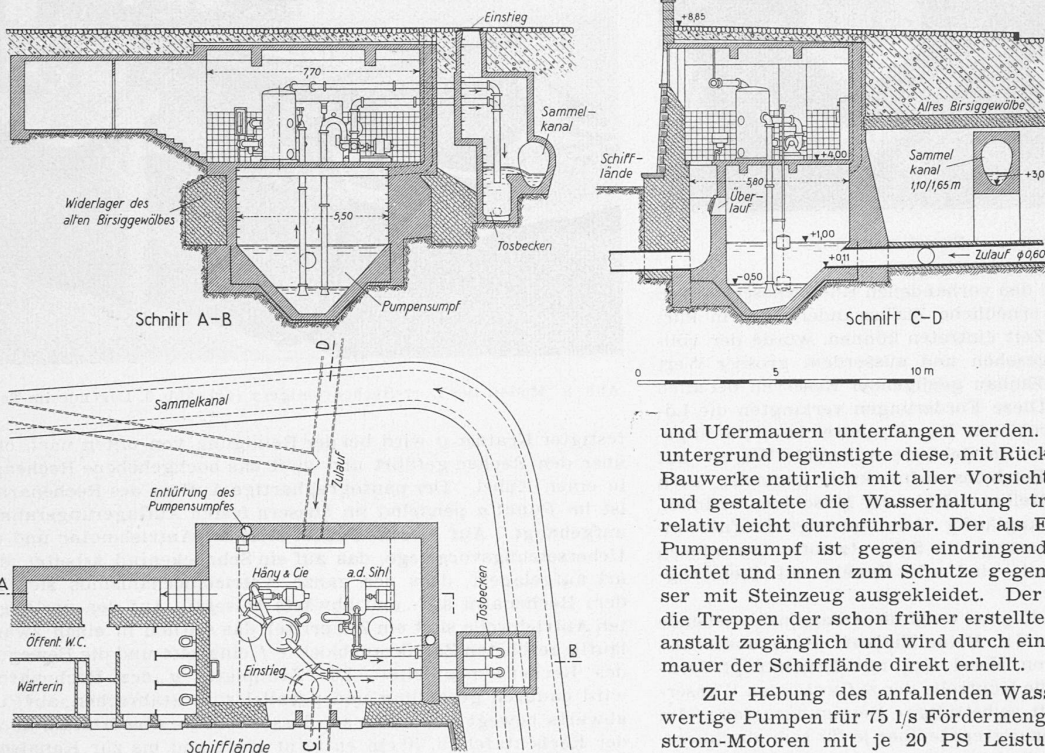 Einstieg
7,70
Sammel-
kanal
Widerlager des
alten Birsiggewölbes
5,50
Tosbecken
Pumpensumpf
Schnitt A-B
+8,85
Altes Birsiggewölbe
Schiff-
lände
+4,00
Sammel
kanal
1,10/1,65 m
+3,0
5,80
Über-
lauf
+1,00
+0,11
Zulauf ϕ0,60
-0,50
Schnitt C-D
0 5 10 m
D
Sammelkanal
Zulauf
Entlüftung des
Pumpensumpfes
A
Häny & Cie
a.d. Sihl
Tosbecken
Öffentl W.C.
B
Wärterin
Einstieg
Schifflände
C
und Ufermauern unterfangen werden.
untergrund begünstigte diese, mit Rück
Bauwerke natürlich mit aller Vorsicht
und gestaltete die Wasserhaltung tr
relativ leicht durchführbar. Der als E
Pumpensumpf ist gegen eindringend
dichtet und innen zum Schutze gegen
ser mit Steinzeug ausgekleidet. Der
die Treppen der schon früher erstellte
anstalt zugänglich und wird durch ein
mauer der Schifflände direkt erhellt.
Zur Hebung des anfallenden Wass
wertige Pumpen für 75 l/s Fördermeng
strom-Motoren mit je 20 PS Leistu